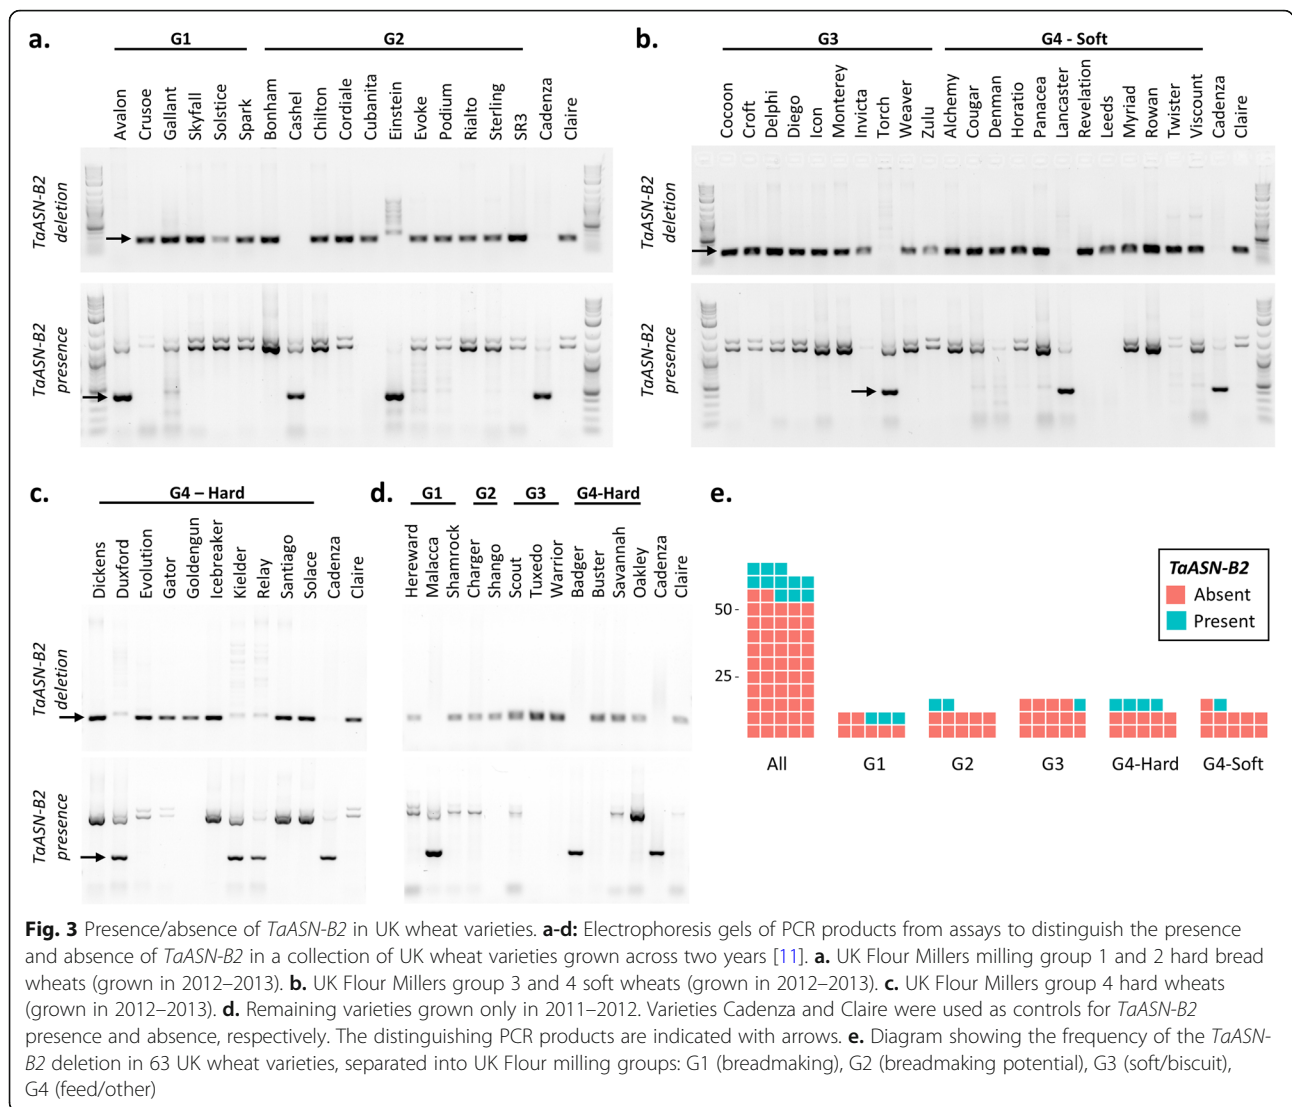 a.
G1
G2
Avalon
Crusoe
Gallant
Skyfall
Solstice
Spark
Bonham
Cashel
Chilton
Cordiale
Cubanita
Einstein
Evoke
Podium
Rialto
Sterling
SR3
Cadenza
Claire
TaASN-B2
deletion
TaASN-B2
presence
b.
G3
G4 - Soft
Cocoon
Croft
Delphi
Diego
Icon
Monterey
Invicta
Torch
Weaver
Zulu
Alchemy
Cougar
Denman
Horatio
Panacea
Lancaster
Revelation
Leeds
Myriad
Rowan
Twister
Viscount
Cadenza
Claire
TaASN-B2
deletion
TaASN-B2
presence
c.
G4 – Hard
Dickens
Duxford
Evolution
Gator
Goldengun
Icebreaker
Kielder
Relay
Santiago
Solace
Cadenza
Claire
TaASN-B2
deletion
TaASN-B2
presence
d.
G1
G2
G3
G4-Hard
Hereward
Malacca
Shamrock
Charger
Shango
Scout
Tuxedo
Warrior
Badger
Buster
Savannah
Oakley
Cadenza
Claire
e.
50 -
25 -
All
G1
G2
G3
G4-Hard
G4-Soft
TaASN-B2
Absent
Present
Fig. 3 Presence/absence of TaASN-B2 in UK wheat varieties. a-d: Electrophoresis gels of PCR products from assays to distinguish the presence
and absence of TaASN-B2 in a collection of UK wheat varieties grown across two years [11]. a. UK Flour Millers milling group 1 and 2 hard bread
wheats (grown in 2012–2013). b. UK Flour Millers group 3 and 4 soft wheats (grown in 2012–2013). c. UK Flour Millers group 4 hard wheats
(grown in 2012–2013). d. Remaining varieties grown only in 2011–2012. Varieties Cadenza and Claire were used as controls for TaASN-B2
presence and absence, respectively. The distinguishing PCR products are indicated with arrows. e. Diagram showing the frequency of the TaASN-
B2 deletion in 63 UK wheat varieties, separated into UK Flour milling groups: G1 (breadmaking), G2 (breadmaking potential), G3 (soft/biscuit),
G4 (feed/other)